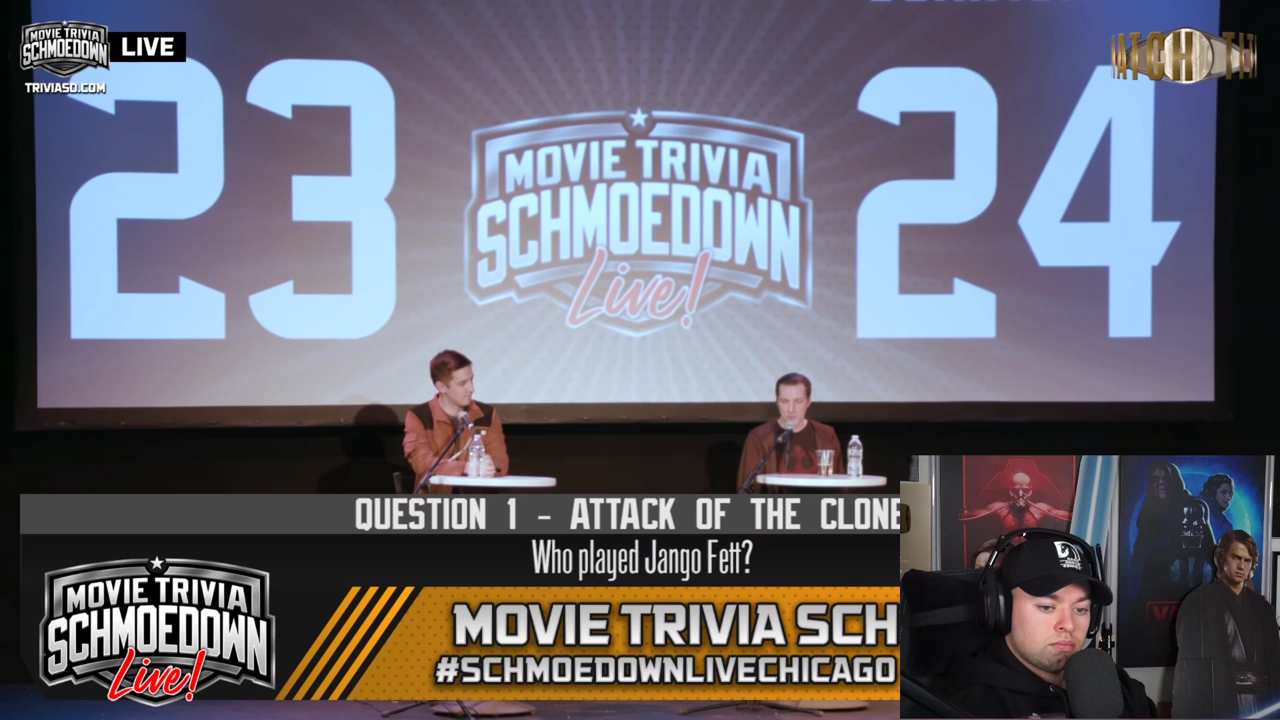 MOVIE TRIVIA
SCHMOEDOWN
LIVE
TRIVIASD.COM
23
MOVIE TRIVIA
SCHMOEDOWN
Live!
24
QUESTION 1 - ATTACK OF THE CLONE
Who played Jango Fett?
MOVIE TRIVIA
SCHMOEDOWN
Live!
MOVIE TRIVIA SCH
#SCHMOEDOWNLIVECHICAGO